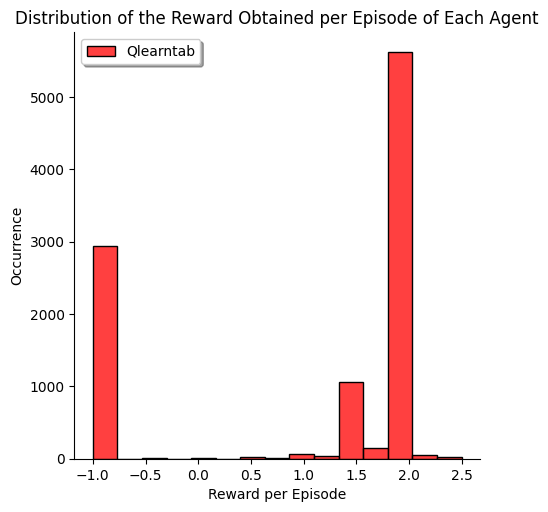 Distribution of the Reward Obtained per Episode of Each Agent
Qlearntab
Occurrence
5000
4000
3000
2000
1000
0
−1.0 −0.5 0.0 0.5 1.0 1.5 2.0 2.5
Reward per Episode